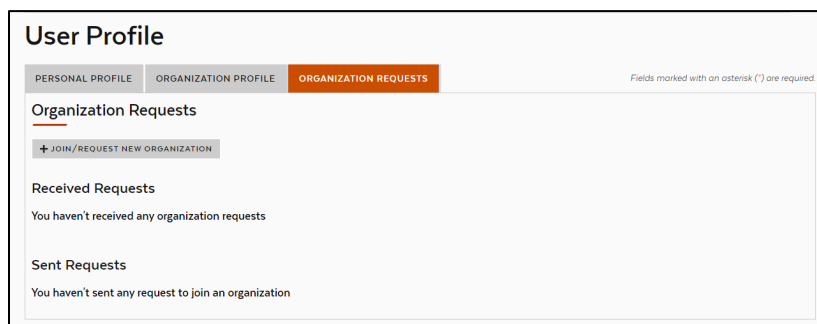 User Profile
PERSONAL PROFILE
ORGANIZATION PROFILE
ORGANIZATION REQUESTS
Fields marked with an asterisk (*) are required.
Organization Requests
+ JOIN/REQUEST NEW ORGANIZATION
Received Requests
You haven't received any organization requests
Sent Requests
You haven't sent any request to join an organization